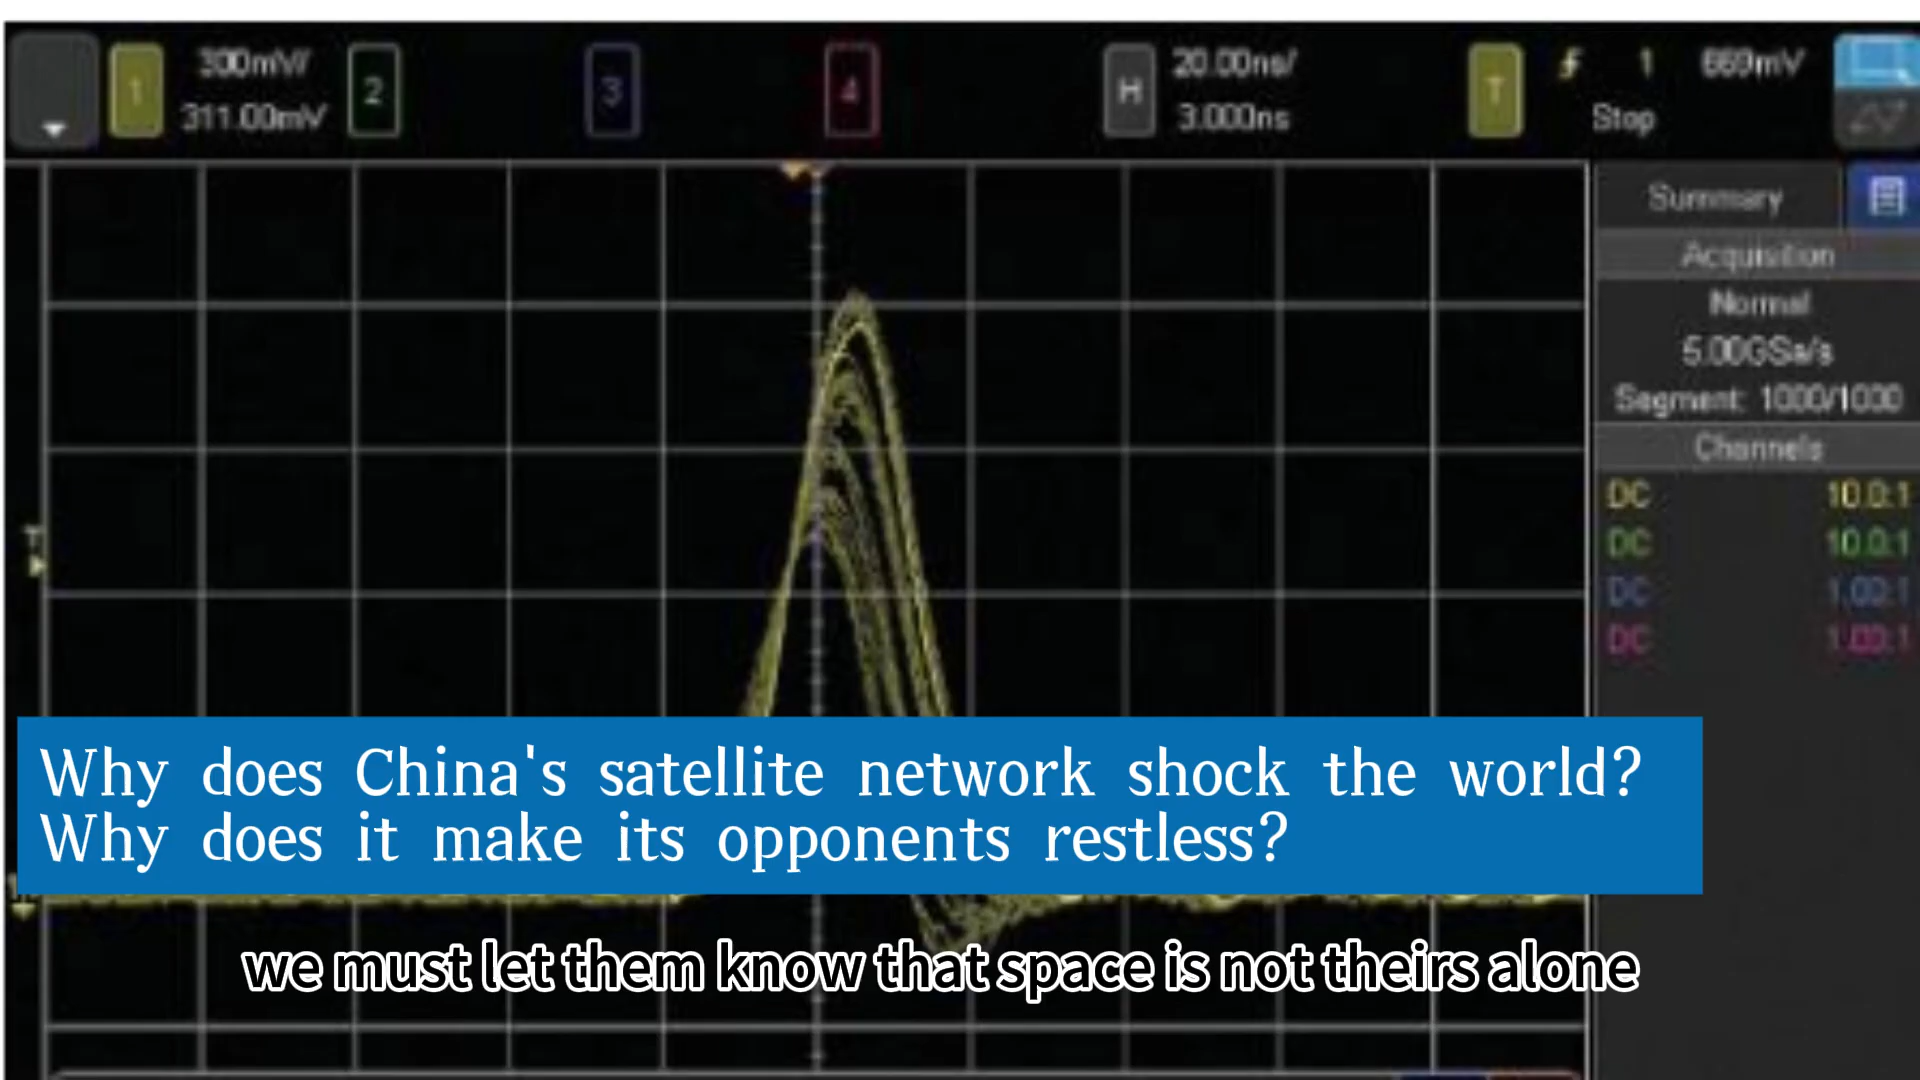 300mV/
311.00mV
1
2
3
4
H
20.00ns/
3.000ns
T
1
669mV
Stop
Summary
Acquisition
Normal
5.00GSa/s
Segment: 1000/1000
Channels
DC 10.0:1
DC 10.0:1
DC 1.00:1
DC 1.00:1
T
Why does China's satellite network shock the world?
Why does it make its opponents restless?
we must let them know that space is not theirs alone